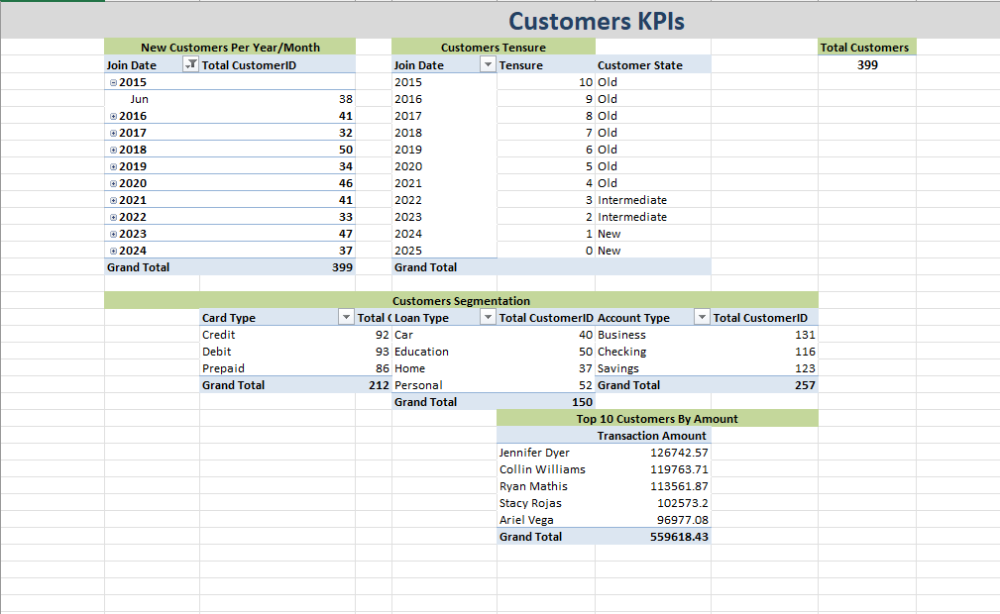 Customers KPIs
New Customers Per Year/Month Customers Tensure Total Customers
Join Date Total CustomerID Join Date Tensure Customer State 399
2015 2015 10 Old
Jun 38 2016 9 Old
2016 41 2017 8 Old
2017 32 2018 7 Old
2018 50 2019 6 Old
2019 34 2020 5 Old
2020 46 2021 4 Old
2021 41 2022 3 Intermediate
2022 33 2023 2 Intermediate
2023 47 2024 1 New
2024 37 2025 0 New
Grand Total 399 Grand Total
Customers Segmentation
Card Type Total Loan Type Total CustomerID Account Type Total CustomerID
Credit 92 Car 40 Business 131
Debit 93 Education 50 Checking 116
Prepaid 86 Home 37 Savings 123
Grand Total 212 Personal 52 Grand Total 257
Grand Total 150
Top 10 Customers By Amount
Transaction Amount
Jennifer Dyer 126742.57
Collin Williams 119763.71
Ryan Mathis 113561.87
Stacy Rojas 102573.2
Ariel Vega 96977.08
Grand Total 559618.43